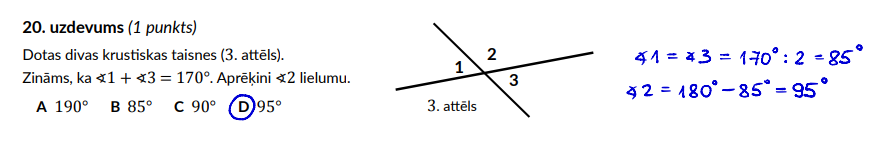 20. uzdevums (1 punkts)
Dotas divas krustiskas taisnes (3. attēls).
Zināms, ka ∢1 + ∢3 = 170°. Aprēķini ∢2 lielumu.
A 190° B 85° C 90° D 95°
1 2 3
3. attēls
∢1 = ∢3 = 170° : 2 = 85°
∢2 = 180° − 85° = 95°